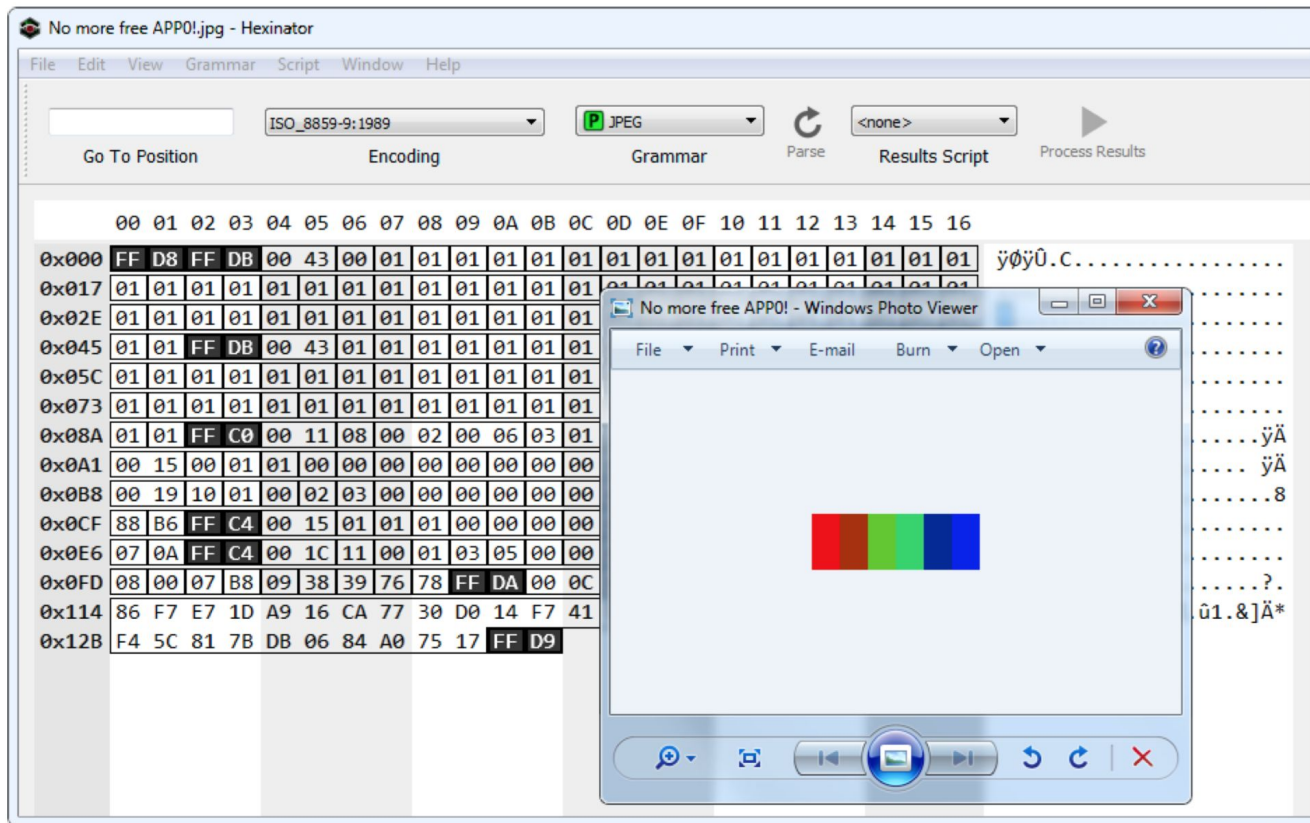 No more free APP0!.jpg - Hexinator
File Edit View Grammar Script Window Help
ISO_8859-9:1989
P JPEG
<none>
Go To Position Encoding Grammar Parse Results Script Process Results
00 01 02 03 04 05 06 07 08 09 0A 0B 0C 0D 0E 0F 10 11 12 13 14 15 16
0x000 FF D8 FF DB 00 43 00 01 01 01 01 01 01 01 01 01 01 01 01 01 01 01 01 ÿØÿÛ.C.................
0x017 01 01 01 01 01 01 01 01 01 01 01 01 01
0x02E 01 01 01 01 01 01 01 01 01 01 01 01 01
0x045 01 01 FF DB 00 43 01 01 01 01 01 01 01
0x05C 01 01 01 01 01 01 01 01 01 01 01 01 01
0x073 01 01 01 01 01 01 01 01 01 01 01 01 01
0x08A 01 01 FF C0 00 11 08 00 02 00 06 03 01 ......ÿÄ
0x0A1 00 15 00 01 01 00 00 00 00 00 00 00 00 .... ÿÄ
0x0B8 00 19 10 01 00 02 03 00 00 00 00 00 00 .......8
0x0CF 88 B6 FF C4 00 15 01 01 01 00 00 00 00
0x0E6 07 0A FF C4 00 1C 11 00 01 03 05 00 00
0x0FD 08 00 07 B8 09 38 39 76 78 FF DA 00 0C ......?.
0x114 86 F7 E7 1D A9 16 CA 77 30 D0 14 F7 41 .û1.&]Ä*
0x12B F4 5C 81 7B DB 06 84 A0 75 17 FF D9
No more free APP0! - Windows Photo Viewer
File Print E-mail Burn Open